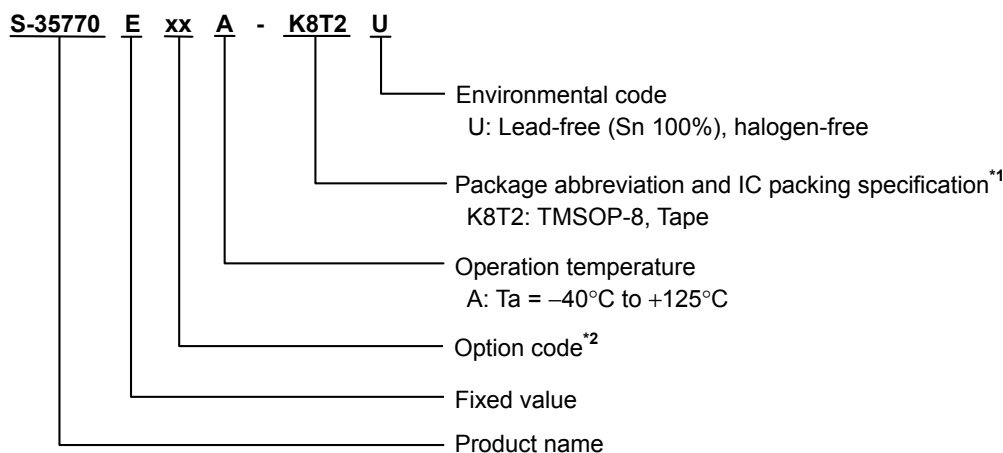 S-35770 E xx A - K8T2 U
Environmental code
U: Lead-free (Sn 100%), halogen-free
Package abbreviation and IC packing specification*1
K8T2: TMSOP-8, Tape
Operation temperature
A: Ta = −40°C to +125°C
Option code*2
Fixed value
Product name